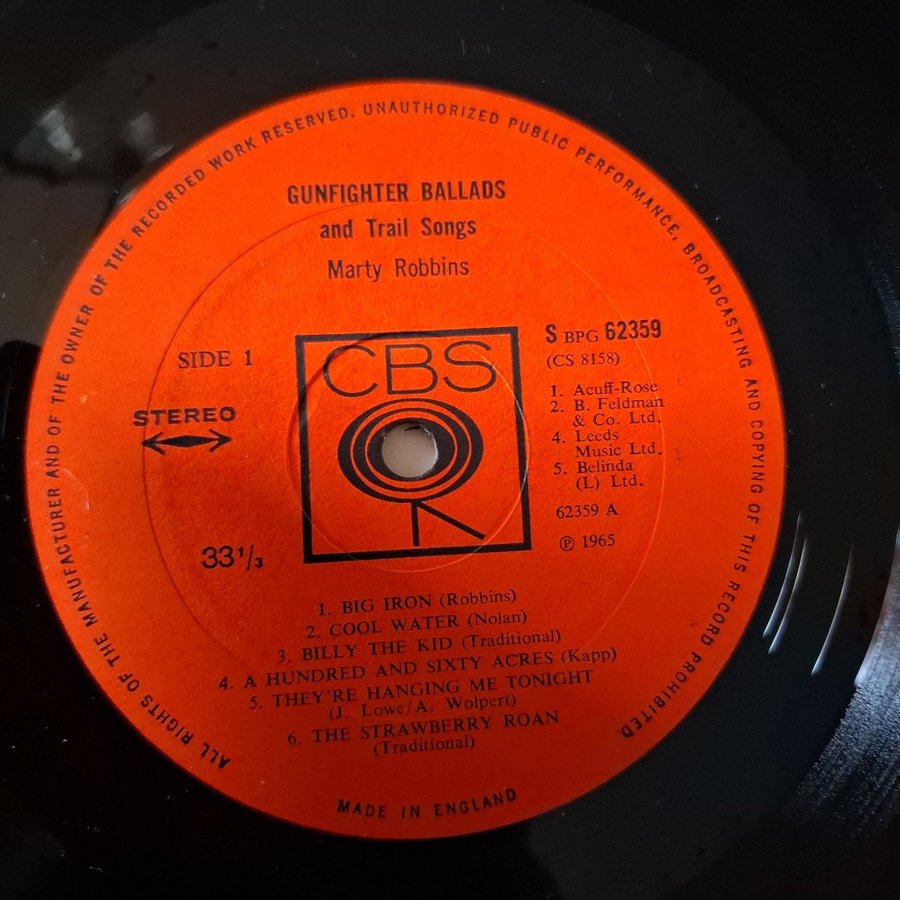 ALL RIGHTS OF THE MANUFACTURER AND OF THE OWNER OF THE RECORDED WORK RESERVED. UNAUTHORIZED PUBLIC PERFORMANCE, BROADCASTING AND COPYING OF THIS RECORD PROHIBITED.
GUNFIGHTER BALLADS
and Trail Songs
Marty Robbins
SIDE 1
STEREO
33 1/3
CBS
S BPG 62359
(CS 8158)
1. Acuff-Rose
2. B. Feldman
& Co. Ltd.
4. Leeds
Music Ltd.
5. Belinda
(L) Ltd.
62359 A
℗ 1965
1. BIG IRON (Robbins)
2. COOL WATER (Nolan)
3. BILLY THE KID (Traditional)
4. A HUNDRED AND SIXTY ACRES (Kapp)
5. THEY'RE HANGING ME TONIGHT
(J. Lowe/A. Wolpert)
6. THE STRAWBERRY ROAN
(Traditional)
MADE IN ENGLAND